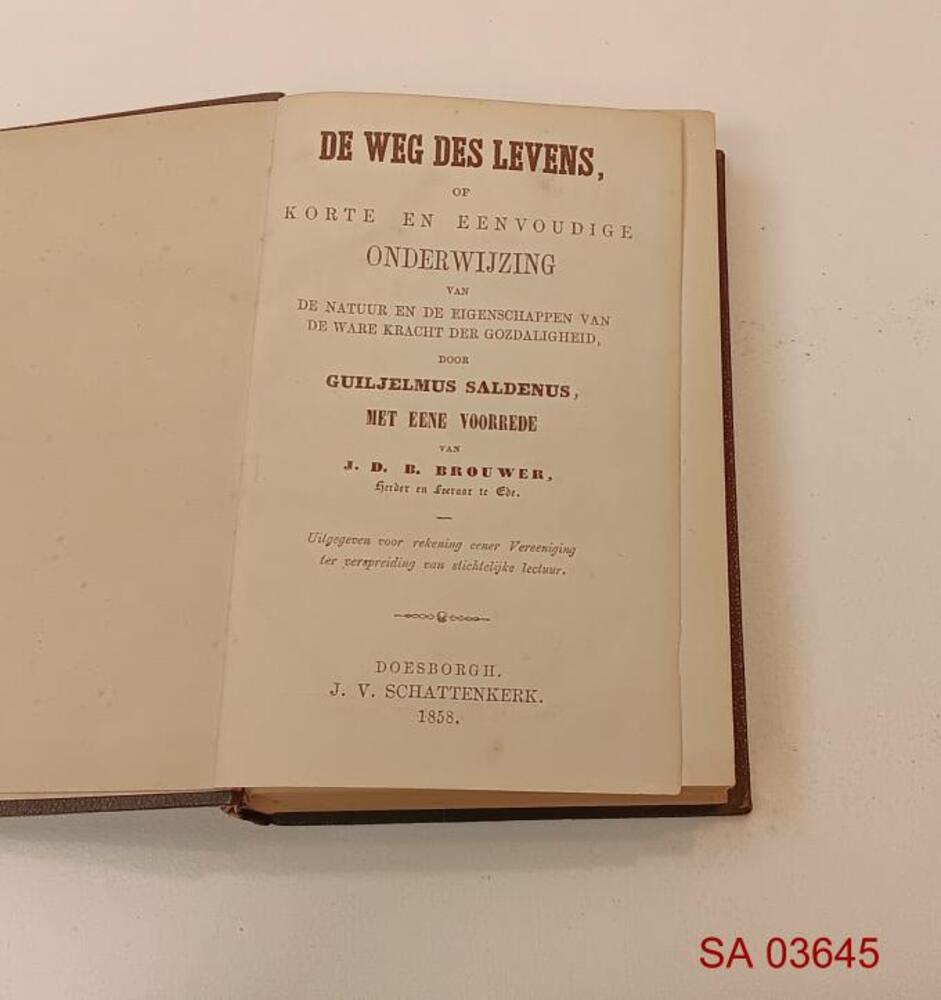 DE WEG DES LEVENS,
OF
KORTE EN EENVOUDIGE
ONDERWIJZING
VAN
DE NATUUR EN DE EIGENSCHAPPEN VAN
DE WARE KRACHT DER GOZDALIGHEID,
DOOR
GUILJELMUS SALDENUS,
MET EENE VOORREDE
VAN
J. D. B. BROUWER,
Herder en Leeraar te Ede.
Uitgegeven voor rekening eener Vereeniging
ter verspreiding van stichtelijke lectuur.
DOESBORGH.
J. V. SCHATTENKERK.
1858.
SA 03645